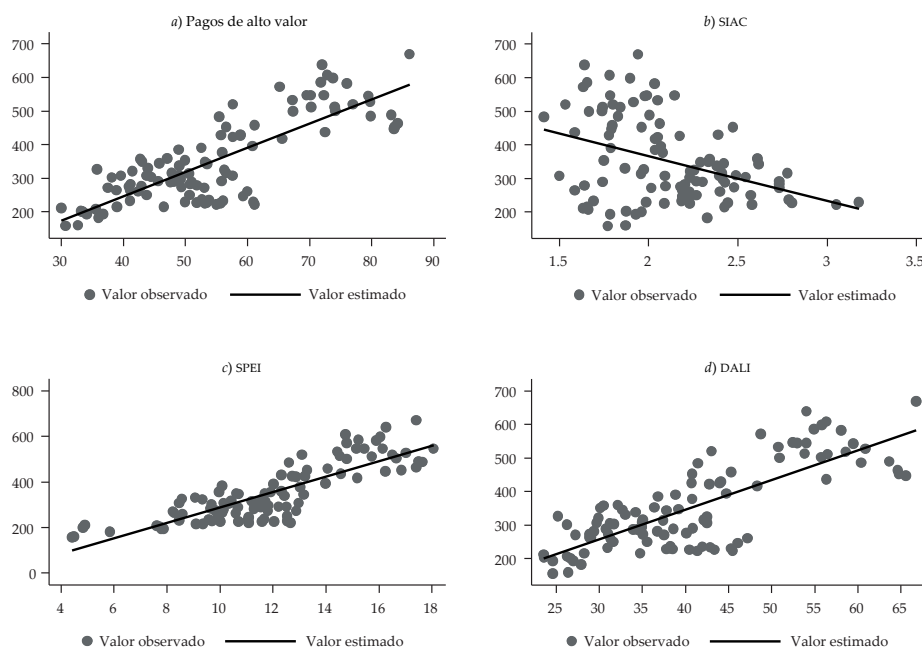 a) Pagos de alto valor
700
600
500
400
300
200
30 40 50 60 70 80 90
Valor observado Valor estimado
b) SIAC
700
600
500
400
300
200
1.5 2 2.5 3 3.5
Valor observado Valor estimado
c) SPEI
800
600
400
200
0
4 6 8 10 12 14 16 18
Valor observado Valor estimado
d) DALI
700
600
500
400
300
200
25 30 35 40 45 50 55 60 65
Valor observado Valor estimado